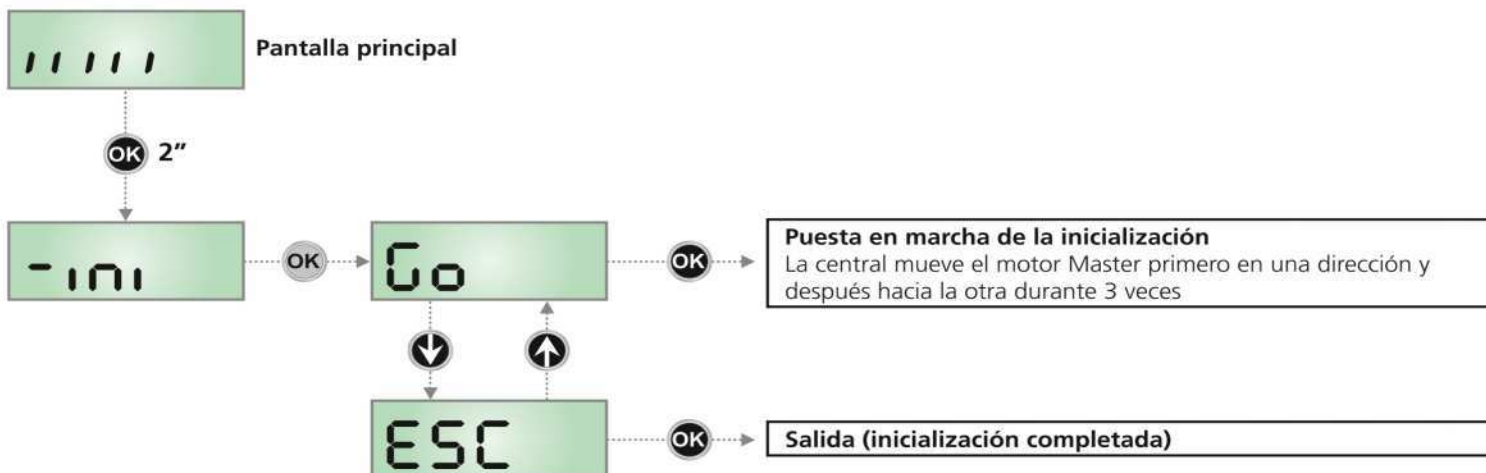 Pantalla principal
OK 2”
-ini
OK
Go
OK
Puesta en marcha de la inicialización
La central mueve el motor Master primero en una dirección y
después hacia la otra durante 3 veces
ESC
OK
Salida (inicialización completada)